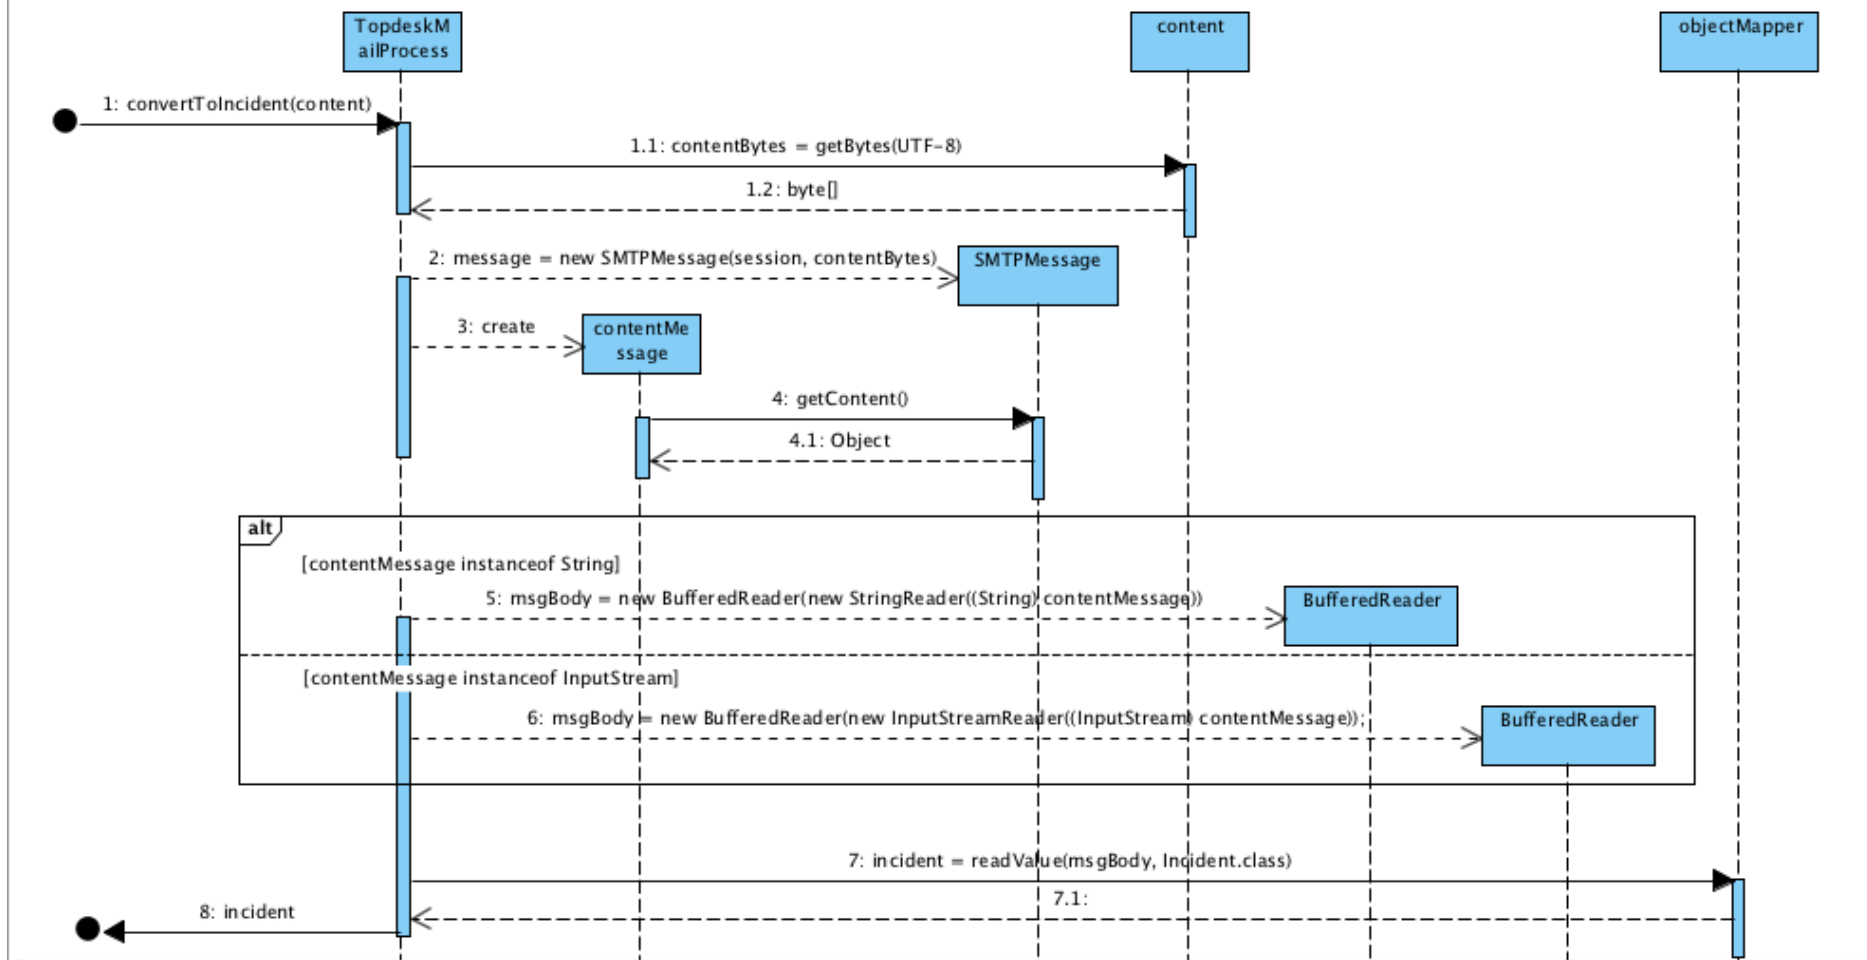 TopdeskM
ailProcess
content
objectMapper
1: convertToIncident(content)
1.1: contentBytes = getBytes(UTF-8)
1.2: byte[]
2: message = new SMTPMessage(session, contentBytes)
SMTPMessage
3: create
contentMe
ssage
4: getContent()
4.1: Object
alt
[contentMessage instanceof String]
5: msgBody = new BufferedReader(new StringReader((String) contentMessage))
BufferedReader
[contentMessage instanceof InputStream]
6: msgBody = new BufferedReader(new InputStreamReader((InputStream) contentMessage));
BufferedReader
7: incident = readValue(msgBody, Incident.class)
7.1:
8: incident